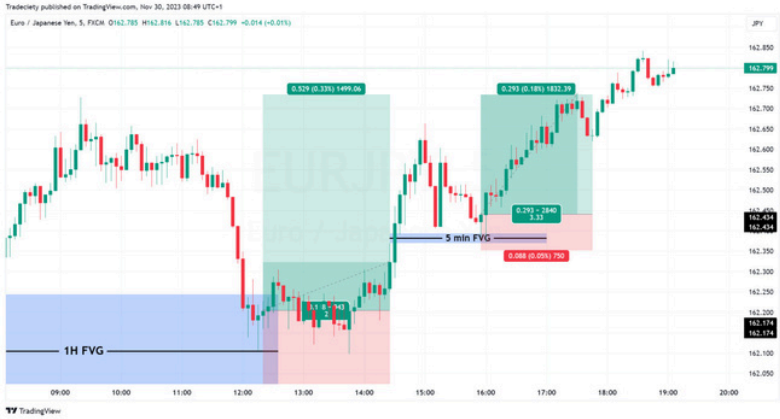 Tradeciety published on TradingView.com, Nov 30, 2023 08:49 UTC+1
Euro / Japanese Yen, 5, FXCM O162.785 H162.816 L162.785 C162.799 −0.014 (−0.01%)
JPY
162.850
162.799
162.750
162.700
162.650
162.600
162.550
162.500
162.434
162.434
162.350
162.300
162.250
162.200
162.174
162.174
162.100
162.050
0.529 (0.33%) 1499.06
0.293 (0.18%) 1832.39
0.293 ~ 2840
3.33
5 min FVG
0.088 (0.05%) 750
2
1H FVG
09:00 10:00 11:00 12:00 13:00 14:00 15:00 16:00 17:00 18:00 19:00 20:00
TradingView